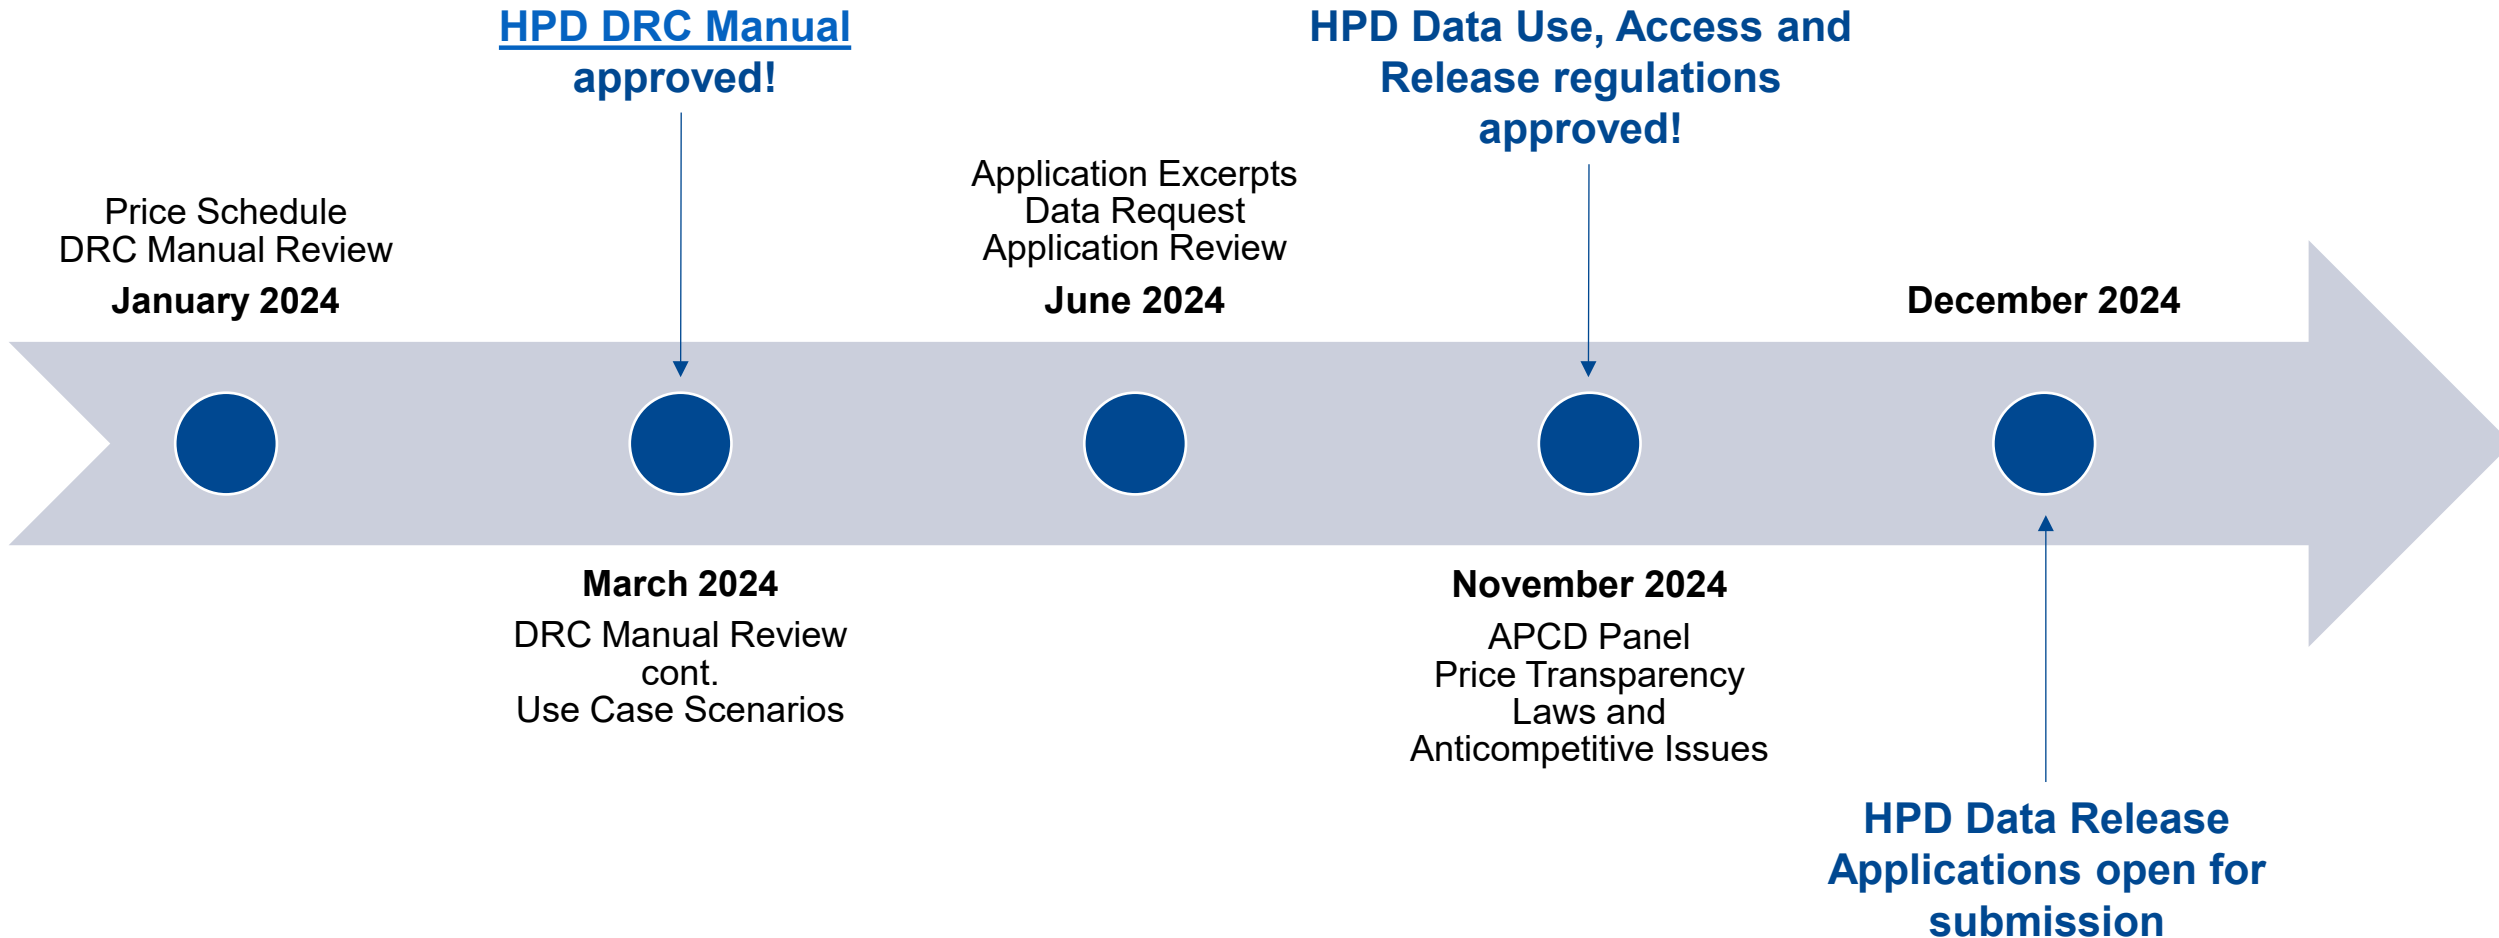 HPD DRC Manual
approved!
HPD Data Use, Access and
Release regulations
approved!
Price Schedule
DRC Manual Review
January 2024
Application Excerpts
Data Request
Application Review
June 2024
December 2024
March 2024
DRC Manual Review
cont.
Use Case Scenarios
November 2024
APCD Panel
Price Transparency
Laws and
Anticompetitive Issues
HPD Data Release
Applications open for
submission